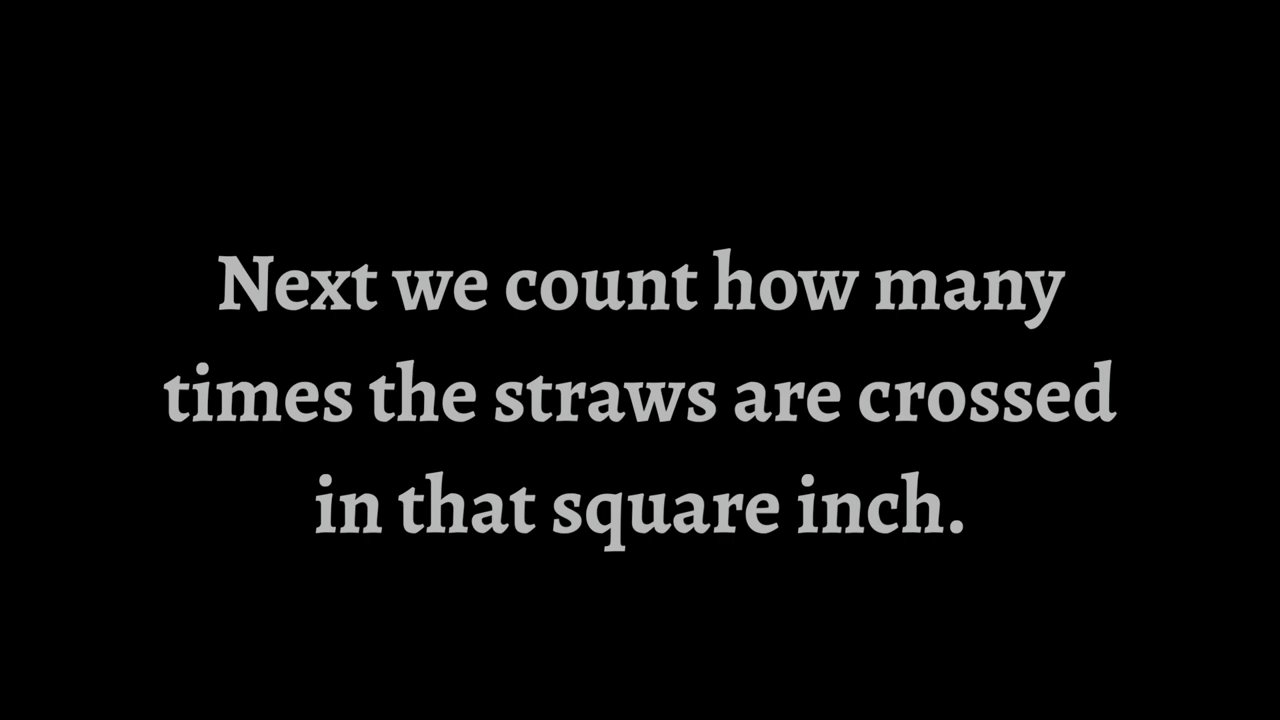 Next we count how many
times the straws are crossed
in that square inch.